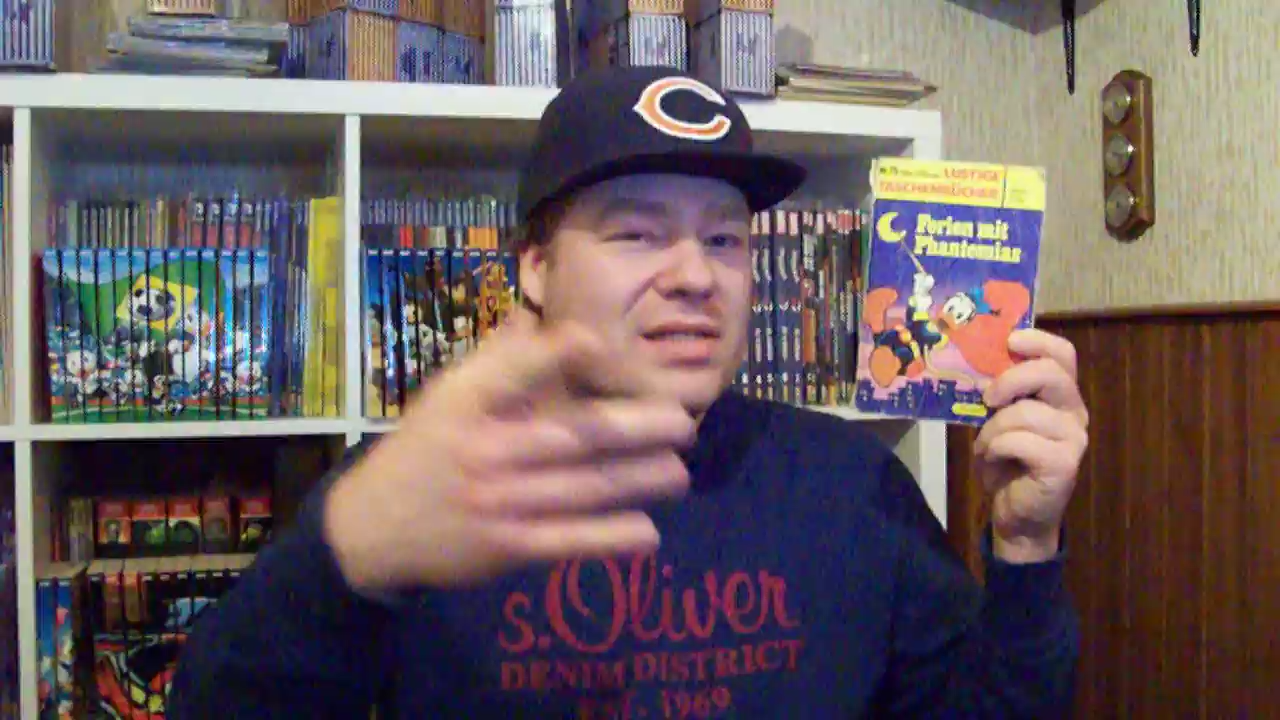 C
LUSTIGE
TASCHENBÜCHER
Ferien mit
Phantomias
s.Oliver
DENIM DISTRICT
EST. 1969